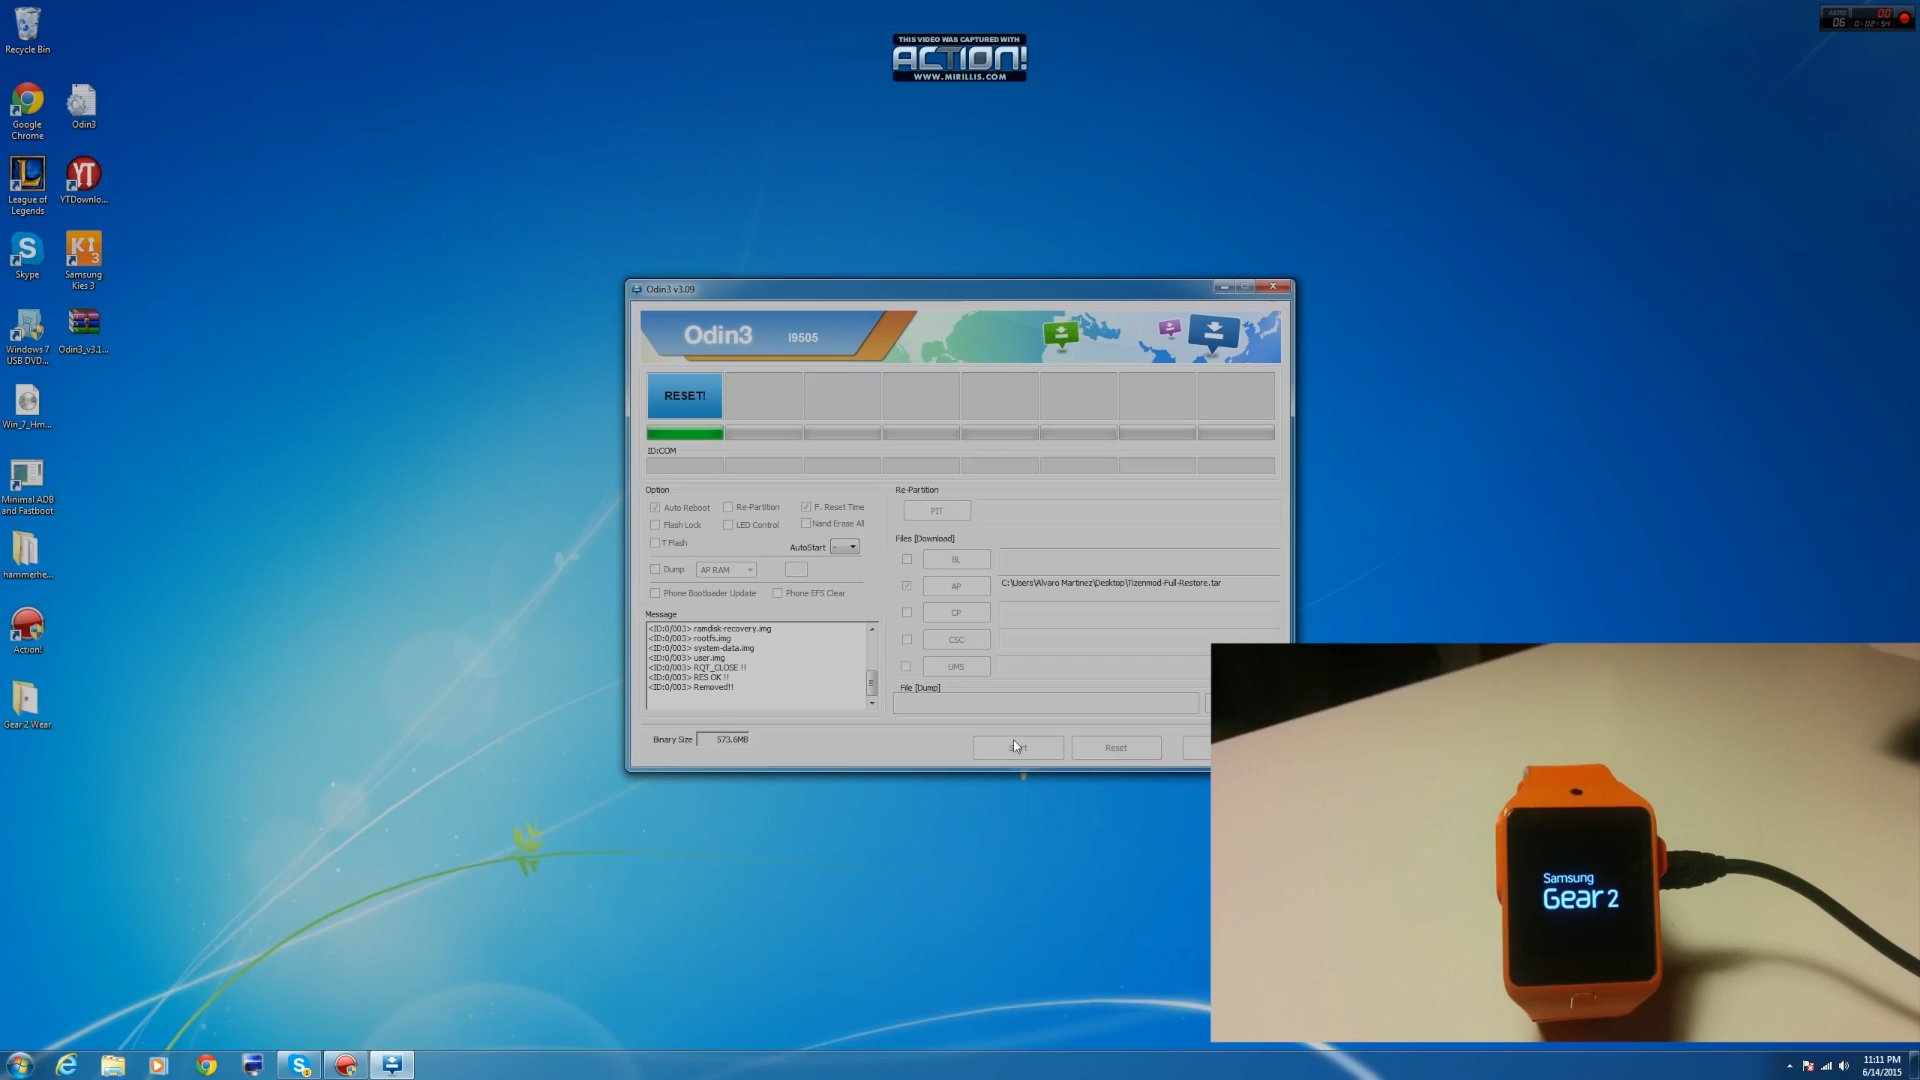 Recycle Bin
THIS VIDEO WAS CAPTURED WITH
ACTION!
WWW.MIRILLIS.COM
AERO
06
00
0:02:54
Google
Chrome
Odin3
League of
Legends
YTDownlo...
Skype
Samsung
Kies 3
Windows 7
USB DVD...
Odin3_v3.1...
Win_7_Hm...
Minimal ADB
and Fastboot
hammerhe...
Action!
Gear 2 Wear
Odin3 v3.09
Odin3 I9505
RESET!
ID:COM
Option
Auto Reboot
Re-Partition
F. Reset Time
Flash Lock
LED Control
Nand Erase All
T Flash
AutoStart -
Dump
AP RAM
Phone Bootloader Update
Phone EFS Clear
Message
<ID:0/003> ramdisk-recovery.img
<ID:0/003> rootfs.img
<ID:0/003> system-data.img
<ID:0/003> user.img
<ID:0/003> RQT_CLOSE !!
<ID:0/003> RES OK !!
<ID:0/003> Removed!!
Re-Partition
PIT
Files [Download]
BL
AP
C:\Users\Alvaro Martinez\Desktop\Tizenmod-Full-Restore.tar
CP
CSC
UMS
File [Dump]
Binary Size 573.6MB
Start
Reset
Samsung
Gear 2
11:11 PM
6/14/2015